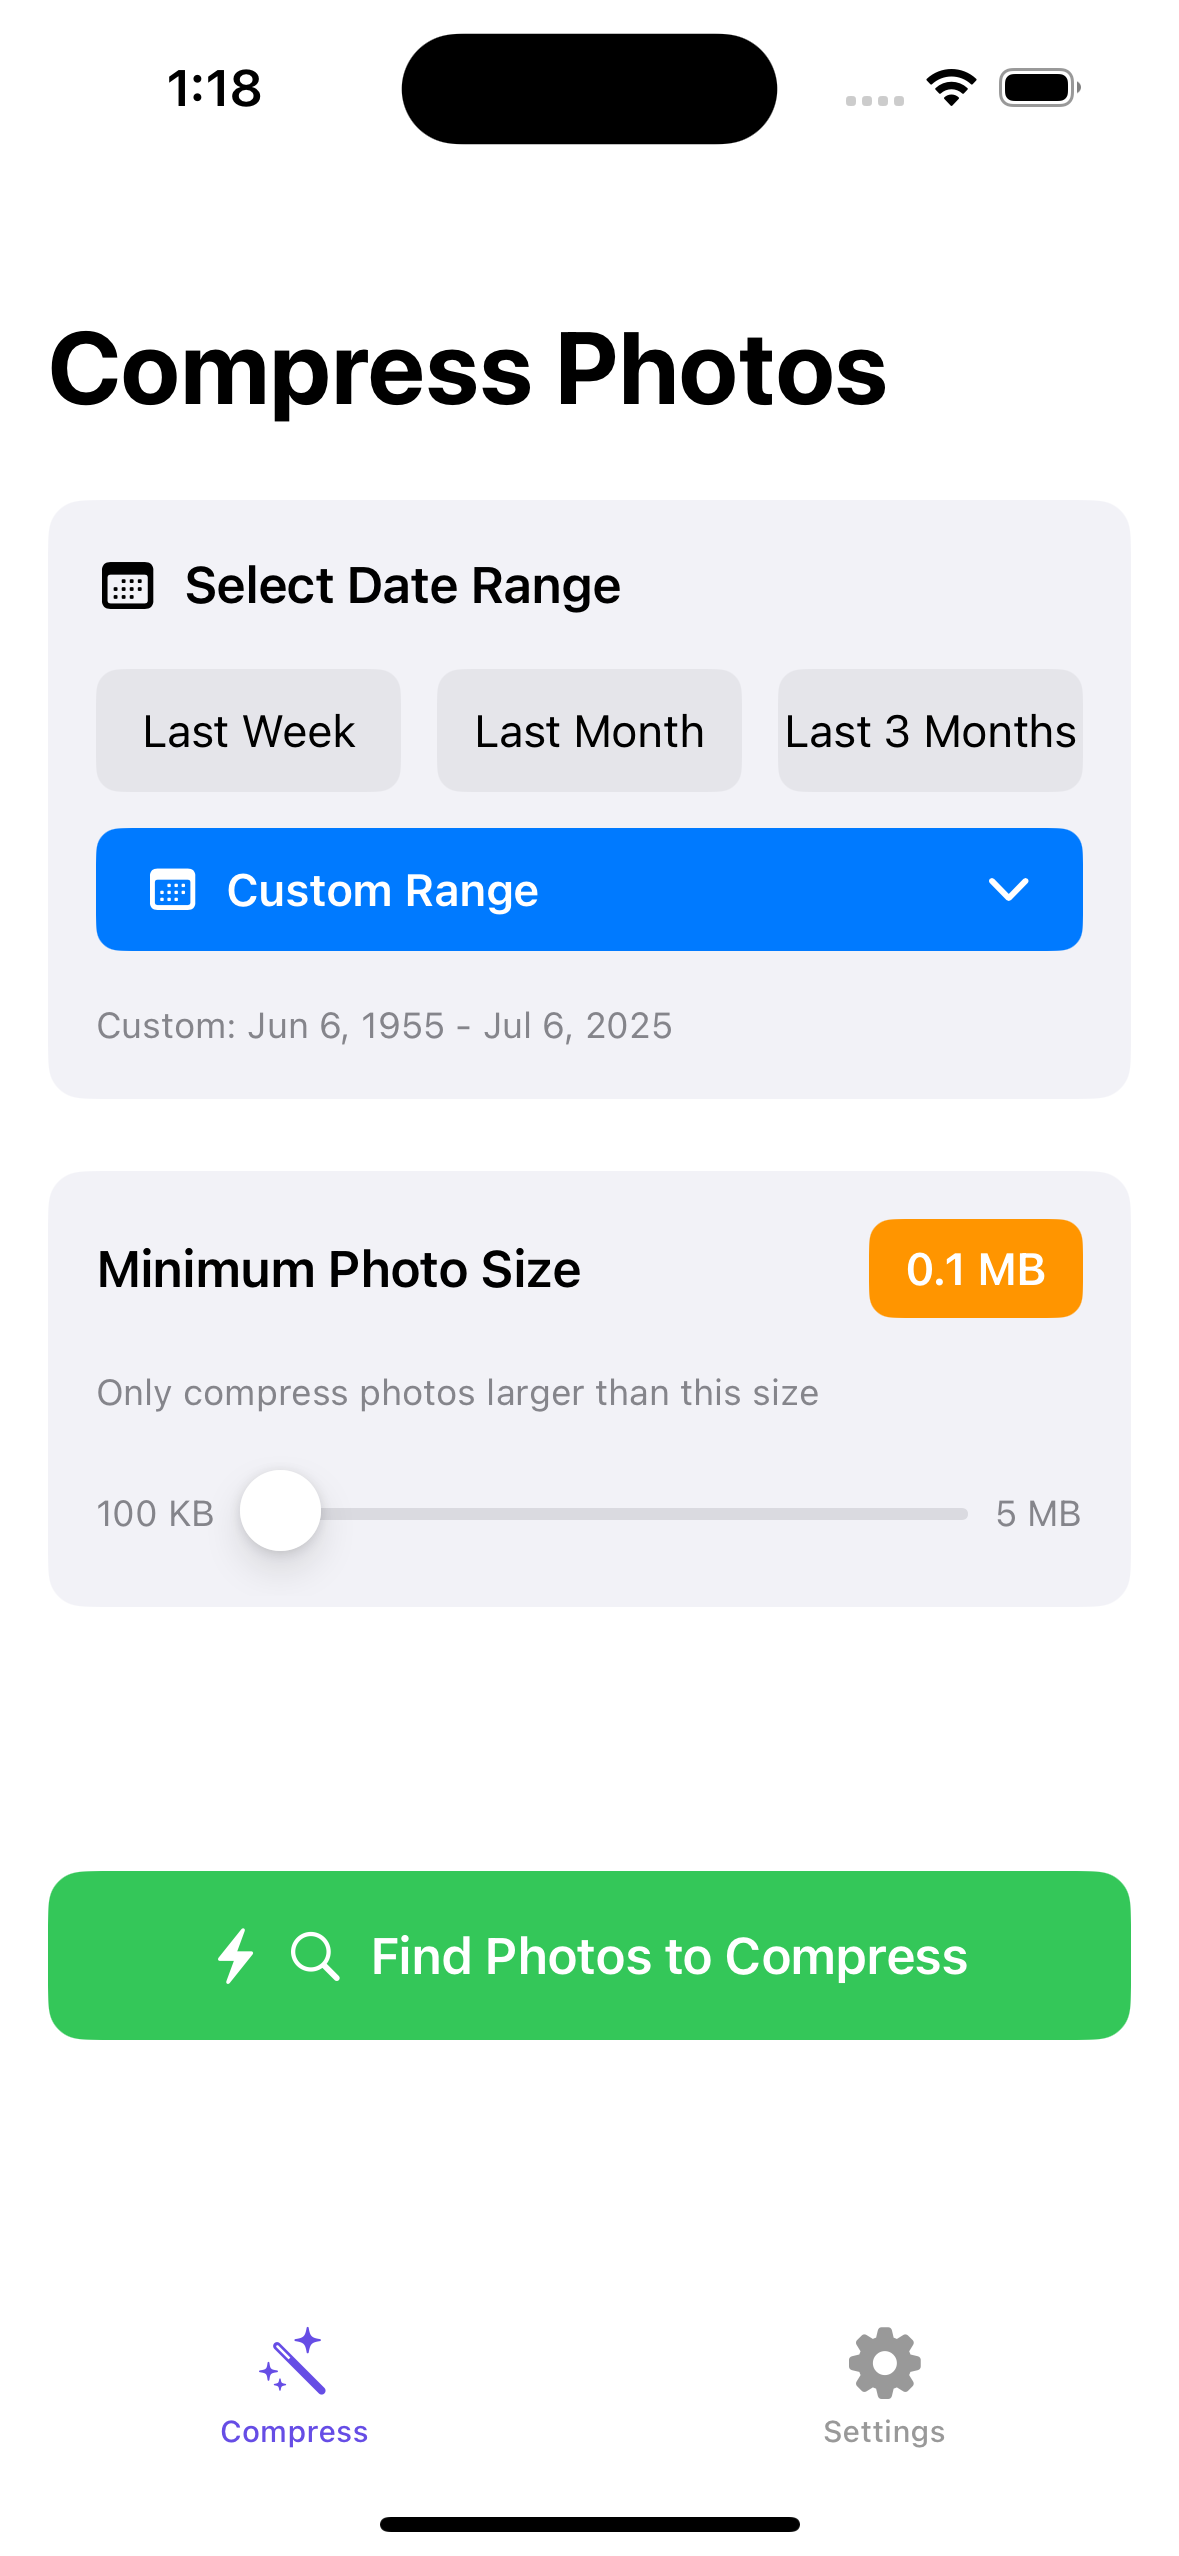 1:18
Compress Photos
Select Date Range
Last Week Last Month Last 3 Months
Custom Range
Custom: Jun 6, 1955 - Jul 6, 2025
Minimum Photo Size 0.1 MB
Only compress photos larger than this size
100 KB 5 MB
Find Photos to Compress
Compress Settings